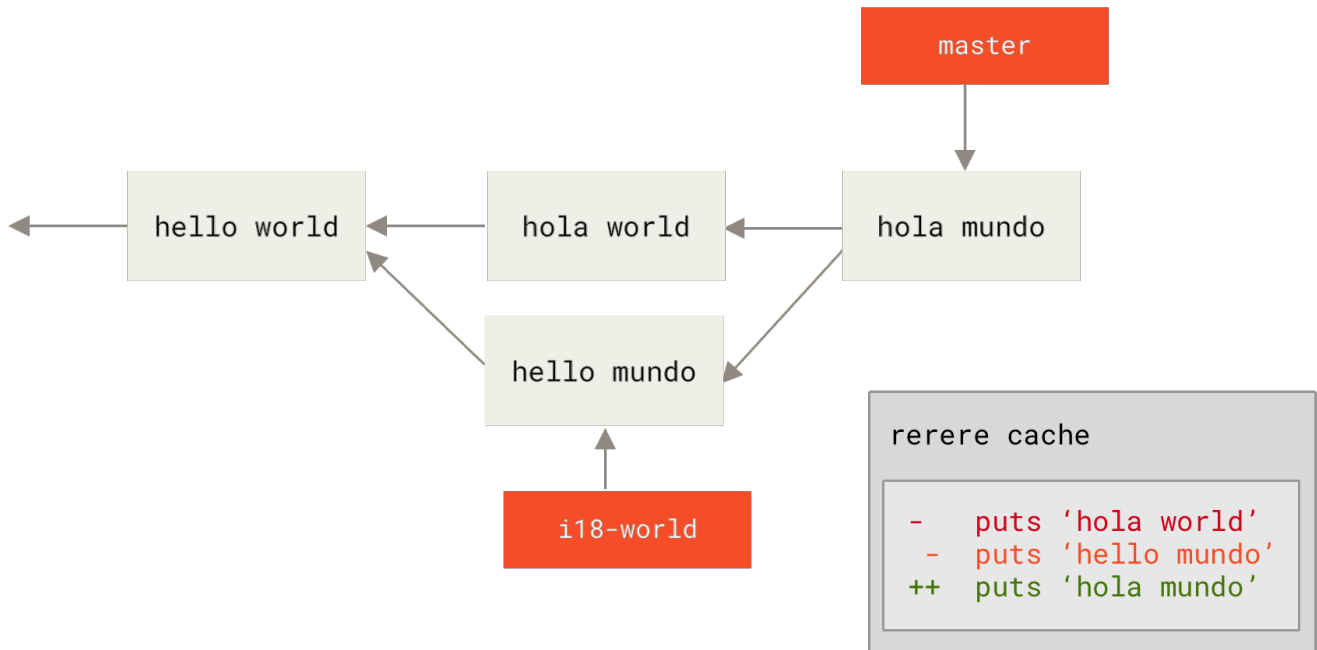 master
hello world
hola world
hola mundo
hello mundo
i18-world
rerere cache
-   puts ‘hola world’
 -  puts ‘hello mundo’
++  puts ‘hola mundo’